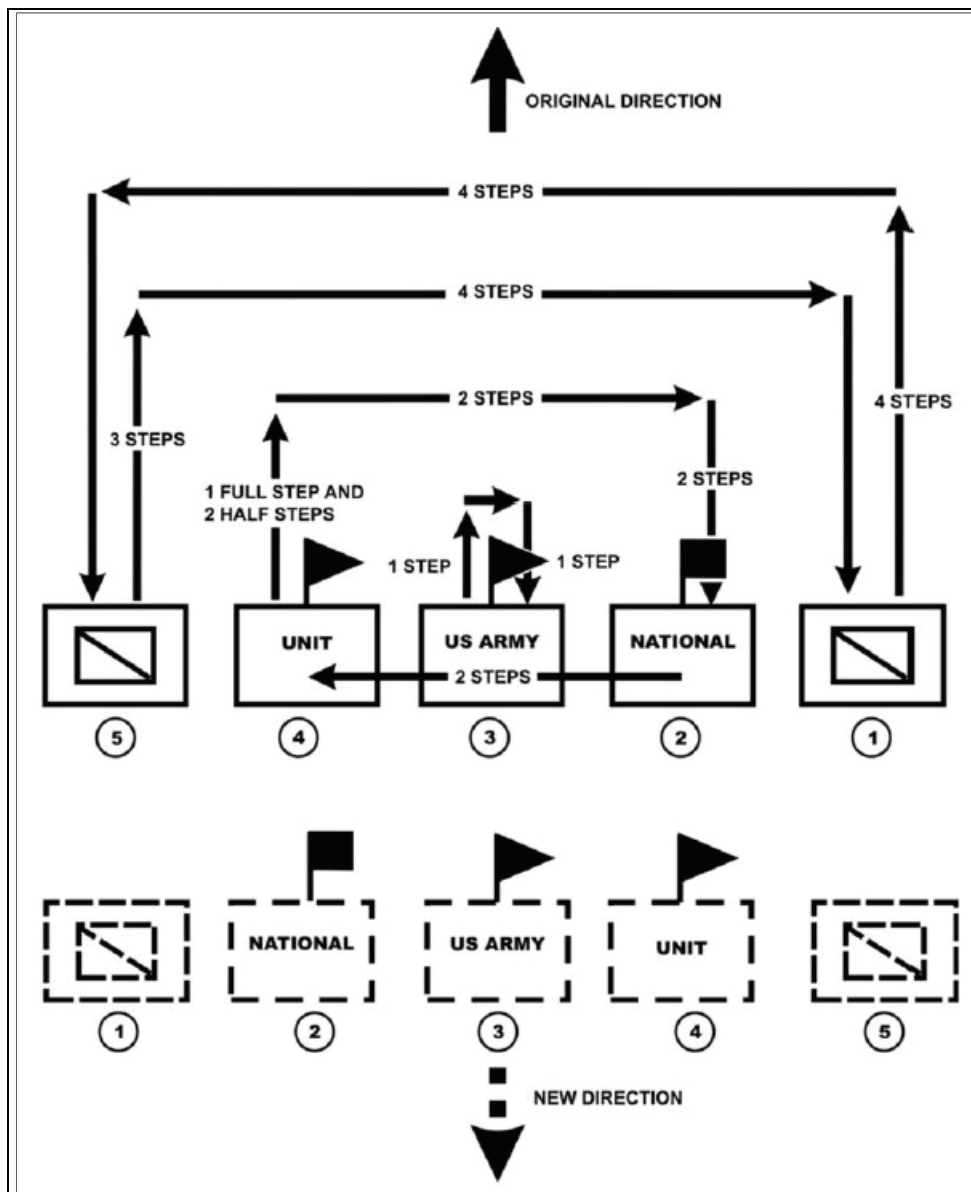 ORIGINAL DIRECTION
4 STEPS
4 STEPS
2 STEPS
4 STEPS
3 STEPS
2 STEPS
1 FULL STEP AND
2 HALF STEPS
1 STEP
1 STEP
UNIT
US ARMY
NATIONAL
2 STEPS
5
4
3
2
1
NATIONAL
US ARMY
UNIT
1
2
3
4
5
NEW DIRECTION